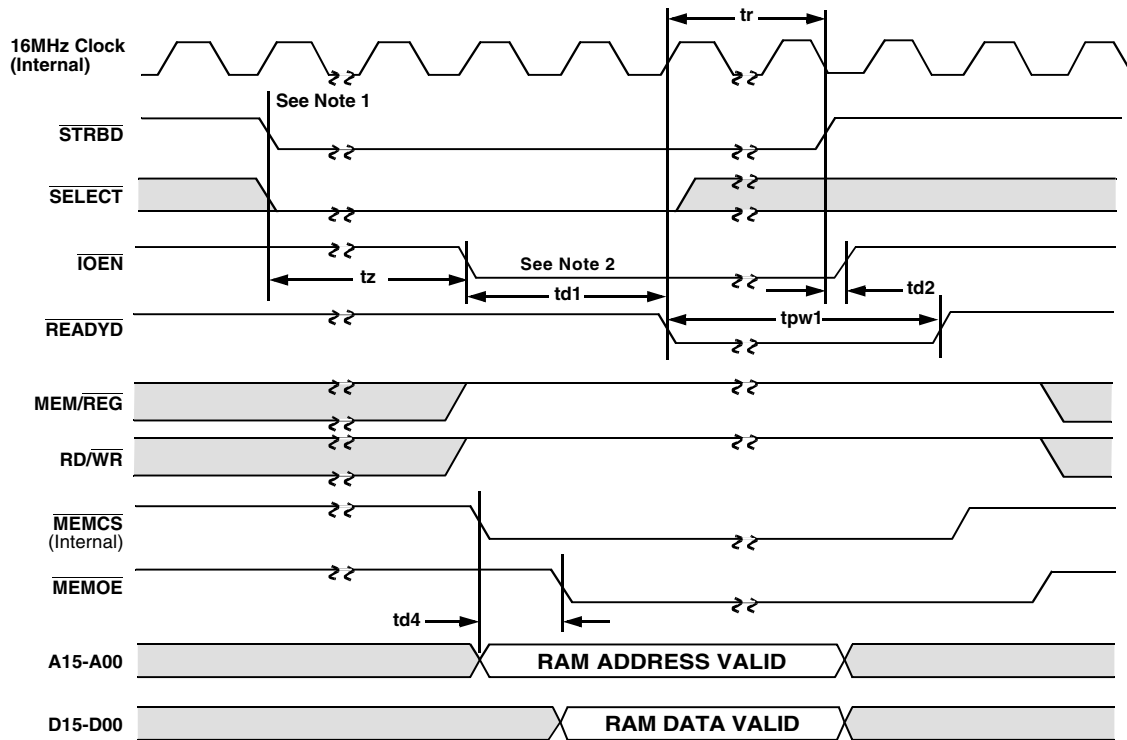 tr
16MHz Clock
(Internal)
See Note 1
STRBD
SELECT
IOEN
See Note 2
tz
td1
td2
tpw1
READYD
MEM/REG
RD/WR
MEMCS
(Internal)
MEMOE
td4
A15-A00
RAM ADDRESS VALID
D15-D00
RAM DATA VALID